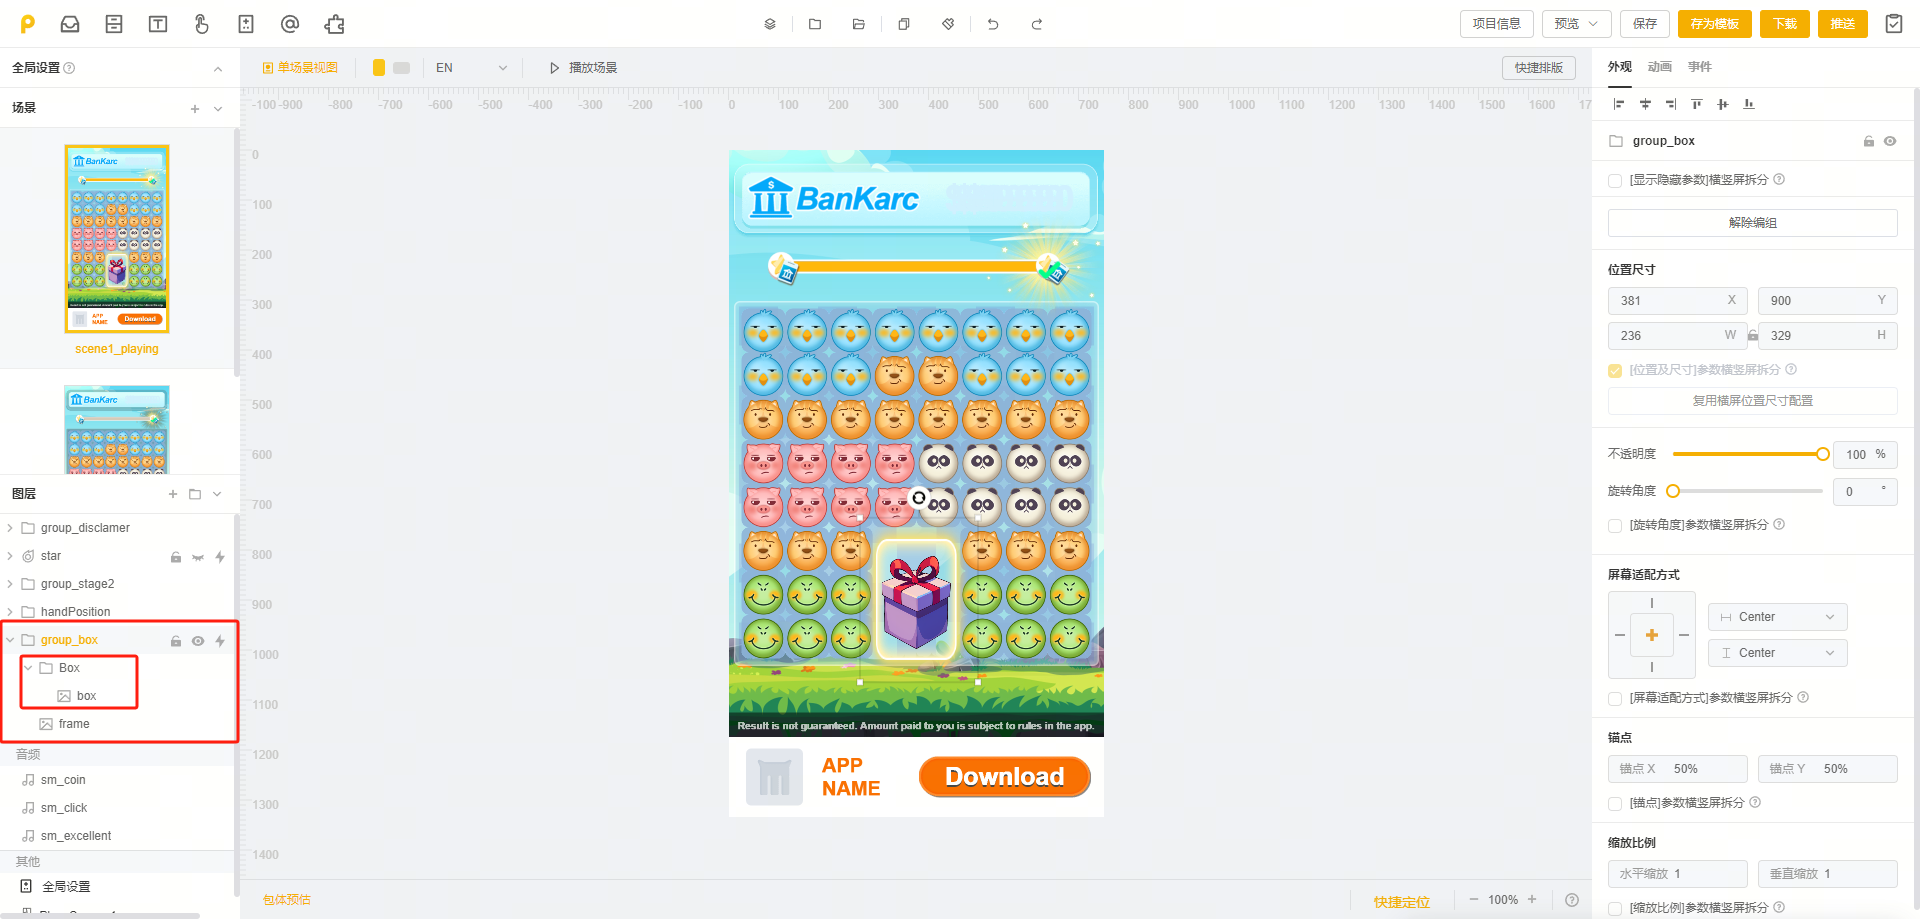 项目信息
预览
保存
存为模板
下载
推送
全局设置
单场景视图
EN
播放场景
快捷排版
外观
动画
事件
场景
-100
-900
-800
-700
-600
-500
-400
-300
-200
-100
0
100
200
300
400
500
600
700
800
900
1000
1100
1200
1300
1400
1500
1600
0
100
200
300
400
500
600
700
800
900
1000
1100
1200
1300
1400
BanKarc
APP
NAME
Download
scene1_playing
BanKarc
图层
group_disclamer
star
group_stage2
handPosition
group_box
Box
box
frame
音频
sm_coin
sm_click
sm_excellent
其他
全局设置
BanKarc
Result is not guaranteed. Amount paid to you is subject to rules in the app.
APP
NAME
Download
包体预估
快捷定位
100%
group_box
[显示隐藏参数]横竖屏拆分
解除编组
位置尺寸
381 X
900 Y
236 W
329 H
[位置及尺寸]参数横竖屏拆分
复用横屏位置尺寸配置
不透明度
100 %
旋转角度
0 °
[旋转角度]参数横竖屏拆分
屏幕适配方式
Center
Center
[屏幕适配方式]参数横竖屏拆分
锚点
锚点 X 50%
锚点 Y 50%
[锚点]参数横竖屏拆分
缩放比例
水平缩放 1
垂直缩放 1
[缩放比例]参数横竖屏拆分